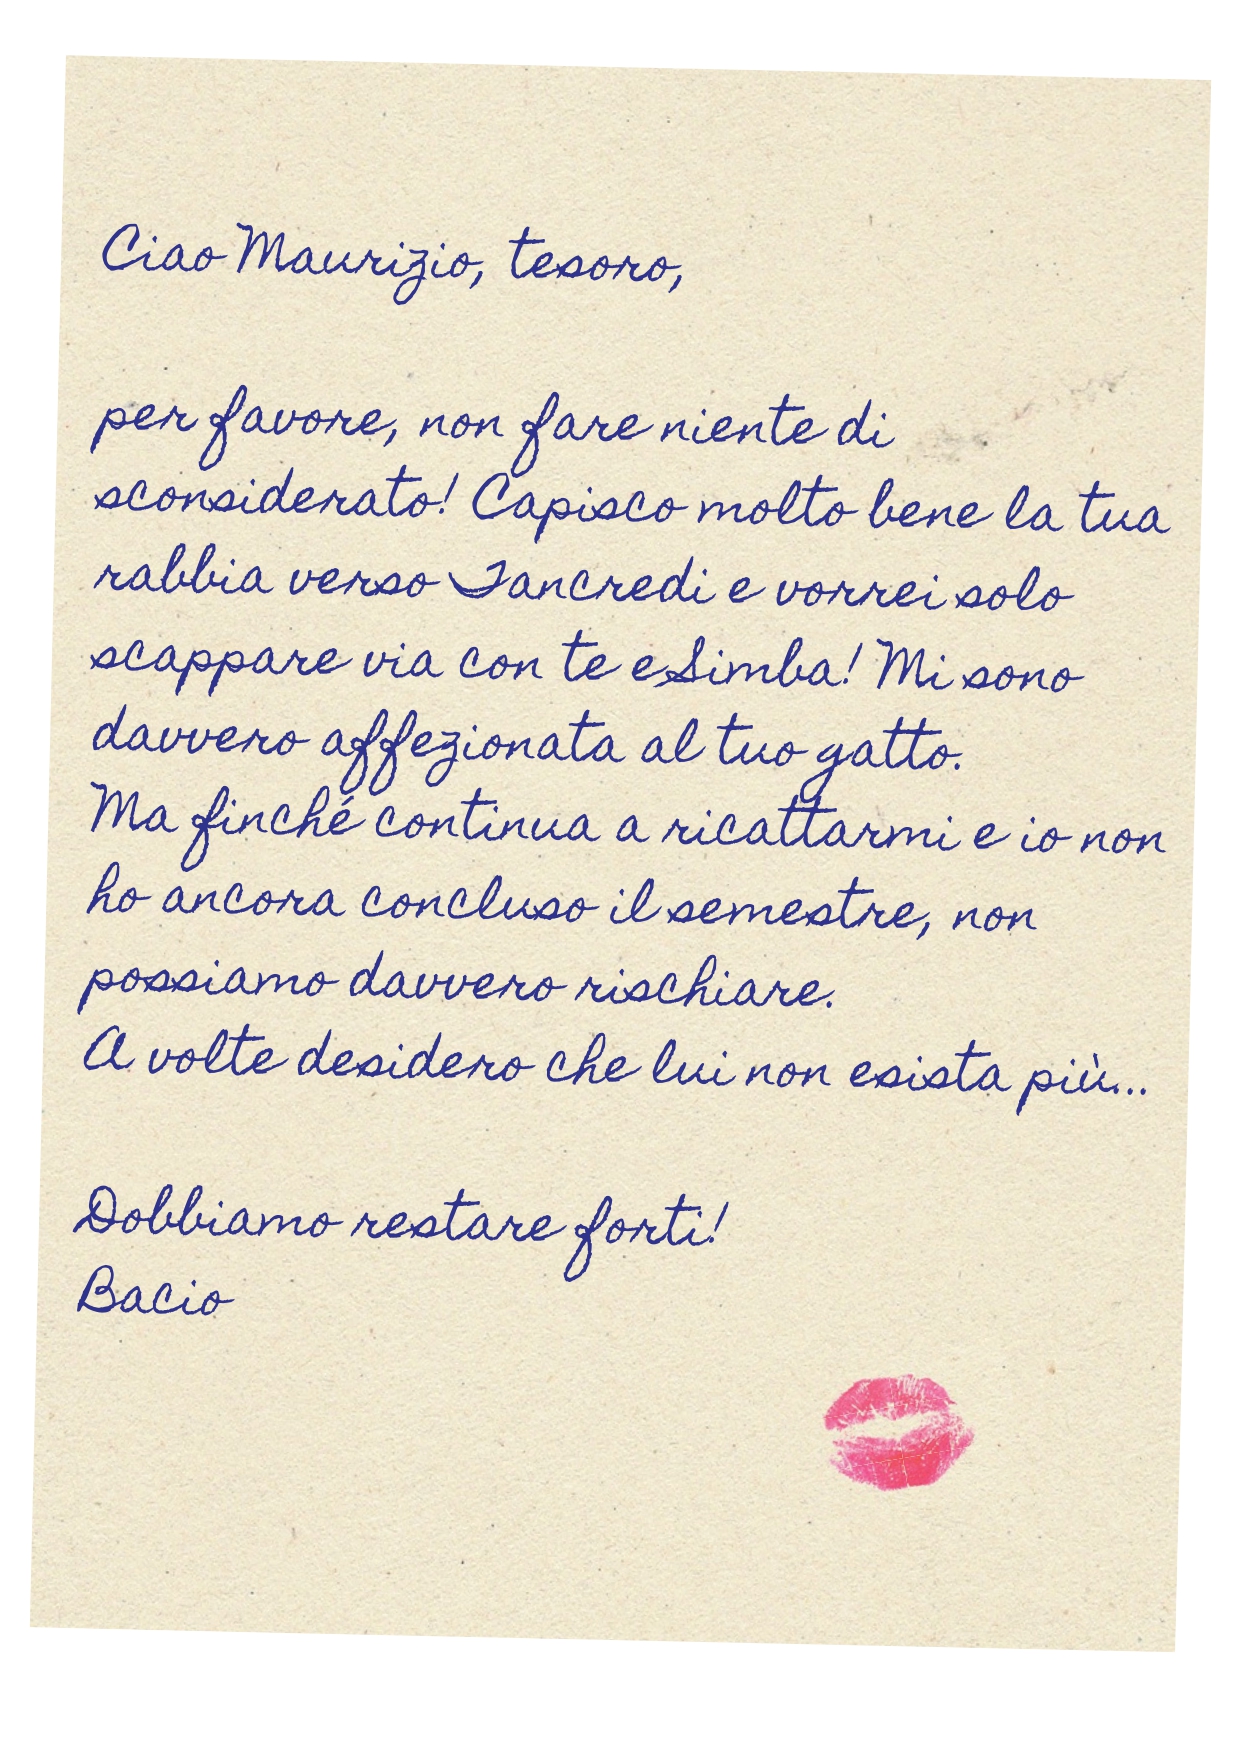 Ciao Maurizio, tesoro,
per favore, non fare niente di
sconsiderato! Capisco molto bene la tua
rabbia verso Tancredi e vorrei solo
scappare via con te e Simba! Mi sono
davvero affezionata al tuo gatto.
Ma finché continua a ricattarmi e io non
ho ancora concluso il semestre, non
possiamo davvero rischiare.
A volte desidero che lui non esista più...
Dobbiamo restare forti!
Bacio